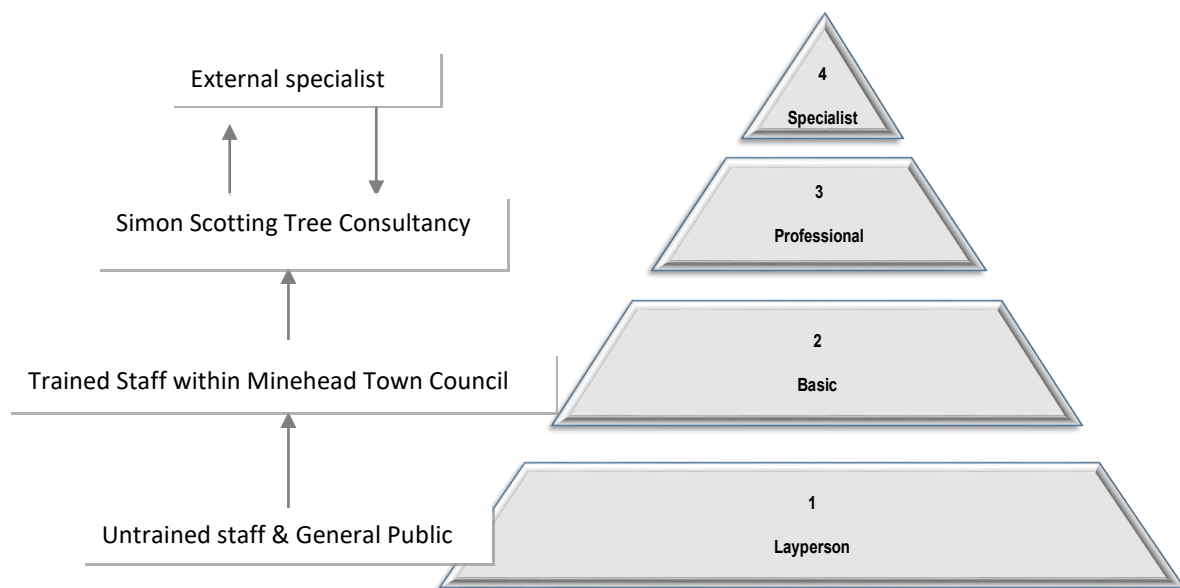 External specialist
4
Specialist
Simon Scotting Tree Consultancy
3
Professional
Trained Staff within Minehead Town Council
2
Basic
Untrained staff & General Public
1
Layperson